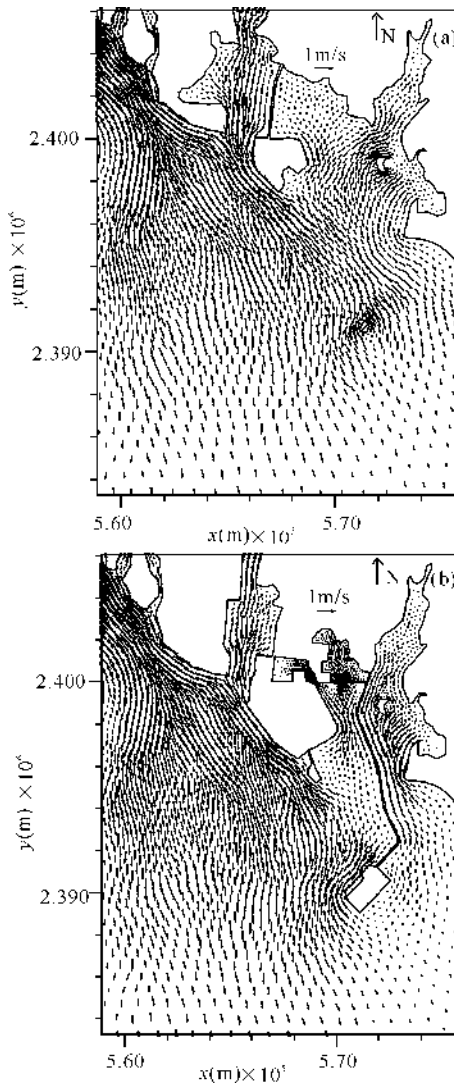 N (a)
1m/s
2.400
y(m) × 10⁶
2.390
5.60 5.70
x(m) × 10⁵
N (b)
1m/s
2.400
y(m) × 10⁶
2.390
5.60 5.70
x(m) × 10⁵